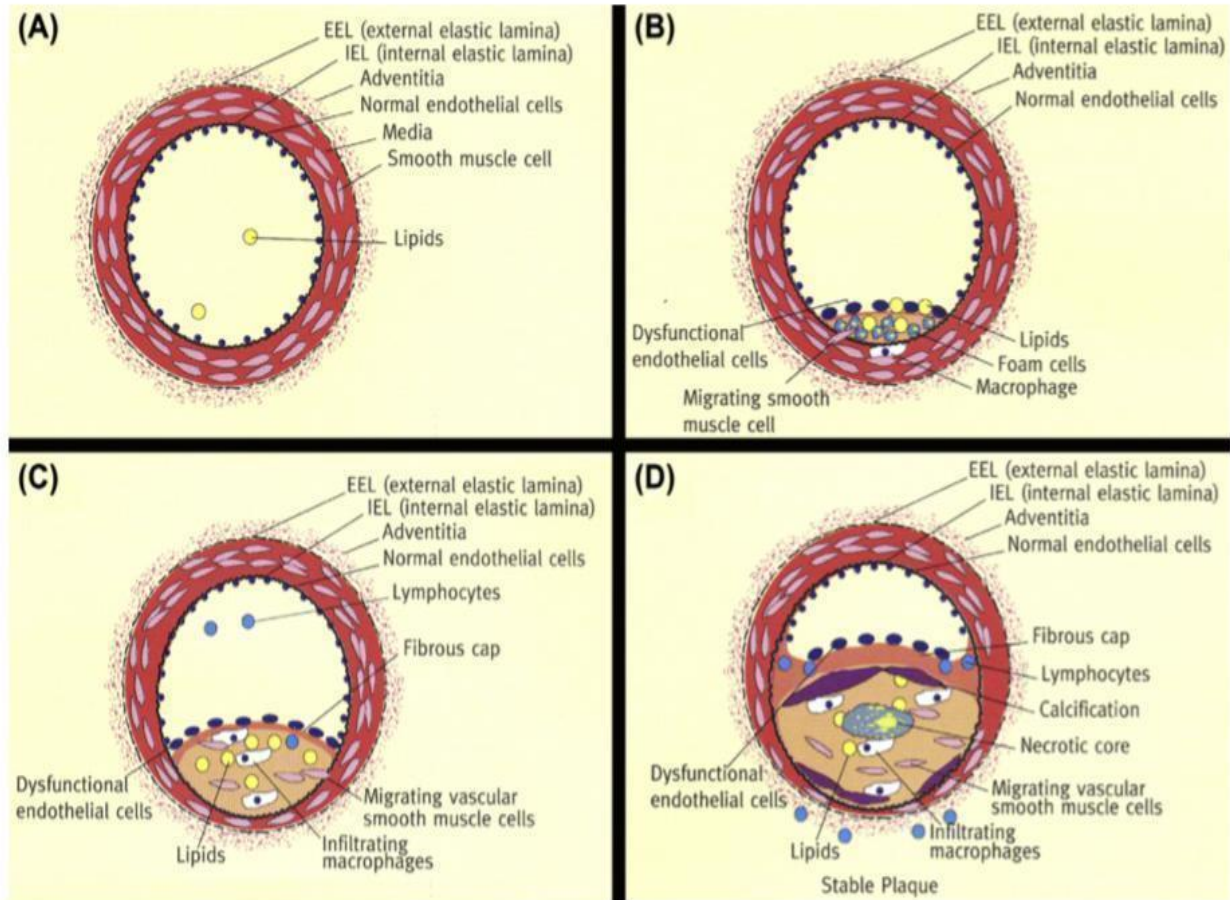 (A)
EEL (external elastic lamina)
IEL (internal elastic lamina)
Adventitia
Normal endothelial cells
Media
Smooth muscle cell
Lipids
(B)
EEL (external elastic lamina)
IEL (internal elastic lamina)
Adventitia
Normal endothelial cells
Dysfunctional
endothelial cells
Migrating smooth
muscle cell
Lipids
Foam cells
Macrophage
(C)
EEL (external elastic lamina)
IEL (internal elastic lamina)
Adventitia
Normal endothelial cells
Lymphocytes
Fibrous cap
Dysfunctional
endothelial cells
Lipids
Migrating vascular
smooth muscle cells
Infiltrating
macrophages
(D)
EEL (external elastic lamina)
IEL (internal elastic lamina)
Adventitia
Normal endothelial cells
Fibrous cap
Lymphocytes
Calcification
Necrotic core
Dysfunctional
endothelial cells
Migrating vascular
smooth muscle cells
Lipids
Infiltrating
macrophages
Stable Plaque